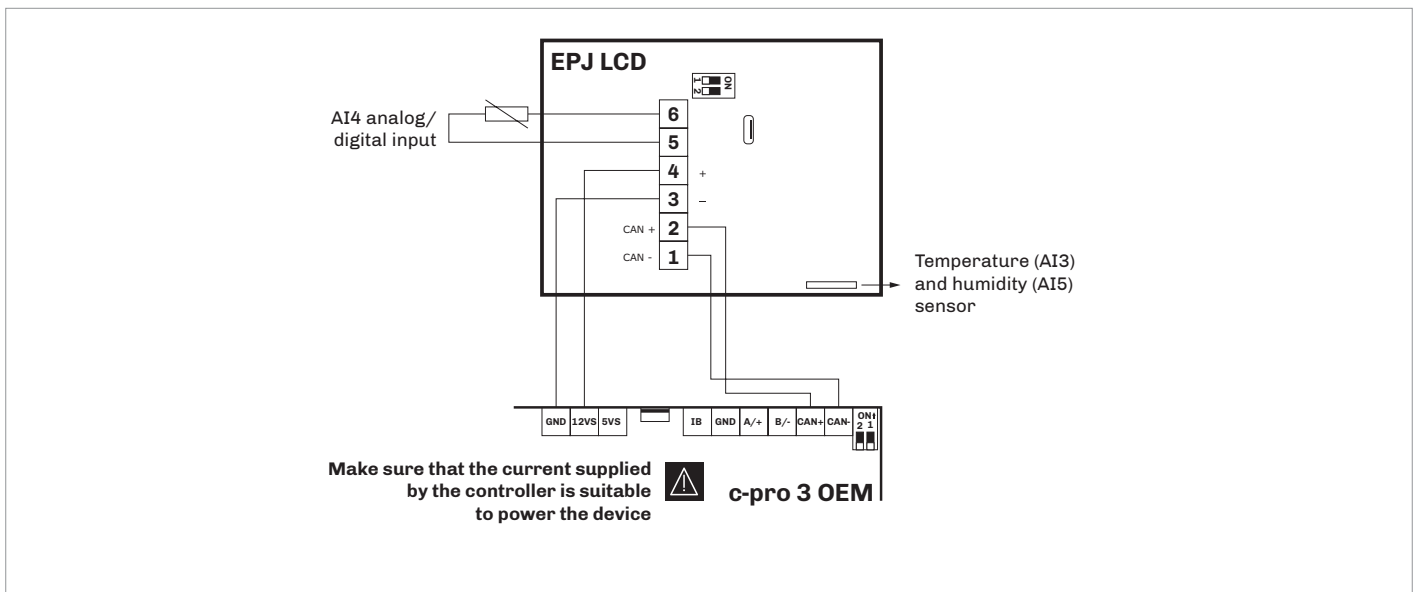 EPJ LCD
1 2 ON
AI4 analog/
digital input
6
5
4 +
3 –
CAN + 2
CAN - 1
Temperature (AI3)
and humidity (AI5)
sensor
GND 12VS 5VS IB GND A/+ B/- CAN+ CAN- ON
2 1
Make sure that the current supplied
by the controller is suitable
to power the device
c-pro 3 OEM